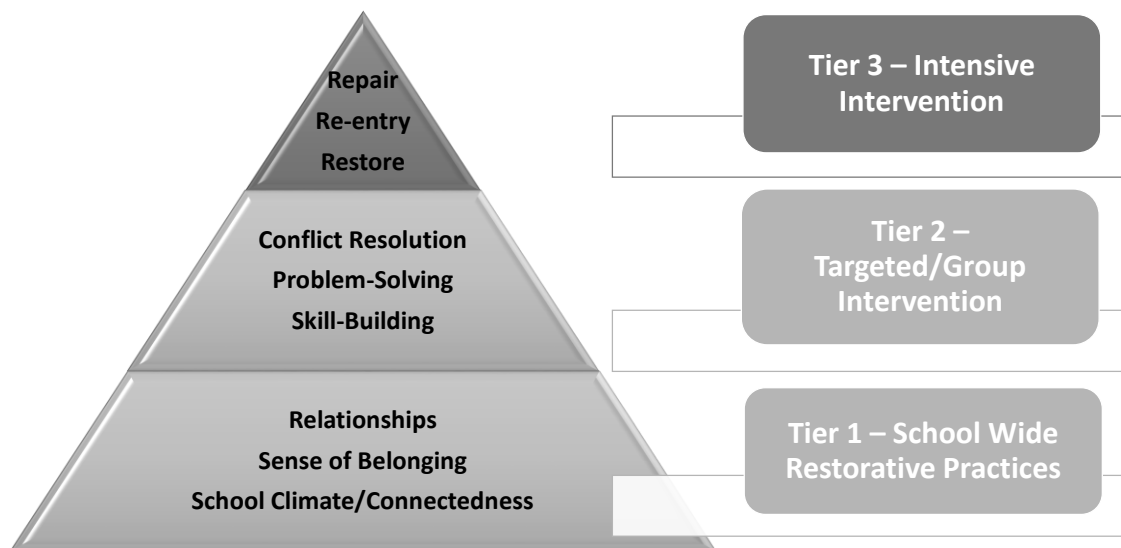 Repair
Re-entry
Restore
Tier 3 – Intensive
Intervention
Conflict Resolution
Problem-Solving
Skill-Building
Tier 2 –
Targeted/Group
Intervention
Relationships
Sense of Belonging
School Climate/Connectedness
Tier 1 – School Wide
Restorative Practices